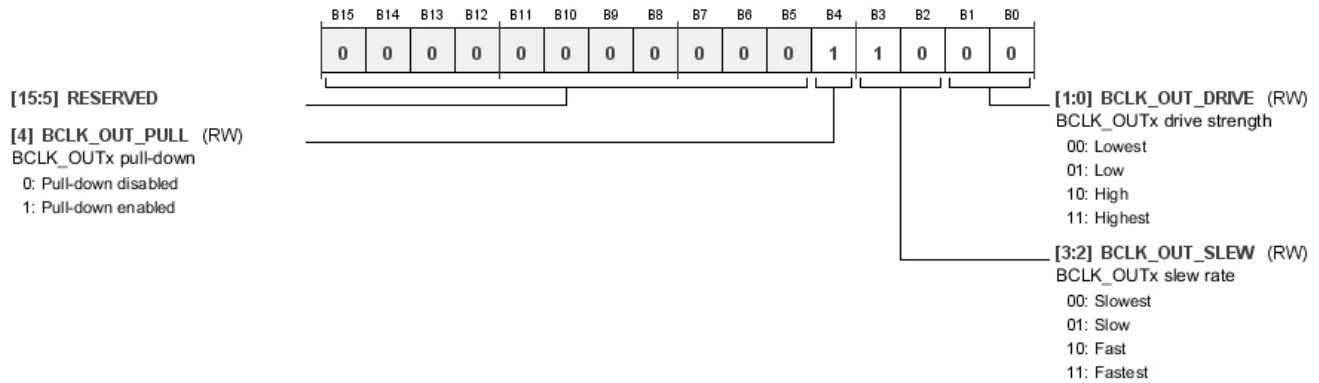 B15 B14 B13 B12 B11 B10 B9 B8 B7 B6 B5 B4 B3 B2 B1 B0
0 0 0 0 0 0 0 0 0 0 0 1 1 0 0 0
[15:5] RESERVED
[4] BCLK_OUT_PULL (RW)
BCLK_OUTx pull-down
0: Pull-down disabled
1: Pull-down enabled
[1:0] BCLK_OUT_DRIVE (RW)
BCLK_OUTx drive strength
00: Lowest
01: Low
10: High
11: Highest
[3:2] BCLK_OUT_SLEW (RW)
BCLK_OUTx slew rate
00: Slowest
01: Slow
10: Fast
11: Fastest